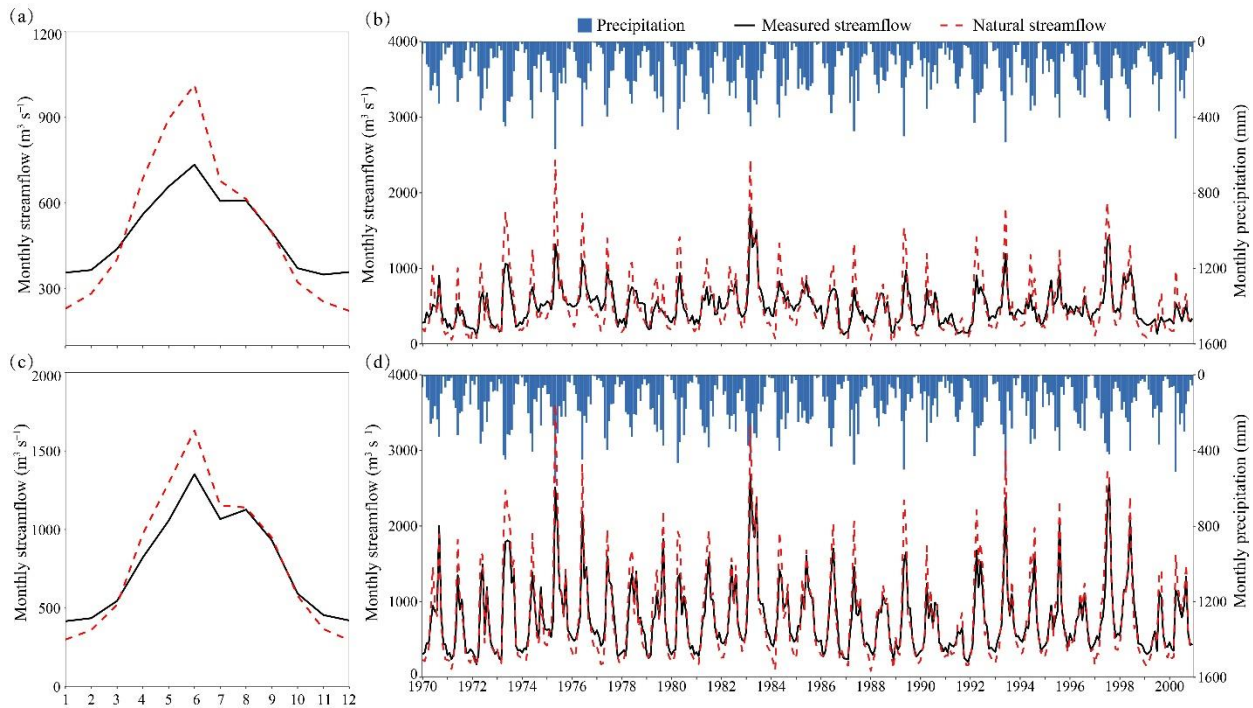 (a)
1200
900
600
300
Monthly streamflow (m³ s⁻¹)
(b)
Precipitation
Measured streamflow
Natural streamflow
4000
3000
2000
1000
0
Monthly streamflow (m³ s⁻¹)
0
400
800
1200
1600
Monthly precipitation (mm)
(c)
2000
1500
1000
500
0
Monthly streamflow (m³ s⁻¹)
1 2 3 4 5 6 7 8 9 10 11 12
(d)
4000
3000
2000
1000
0
Monthly streamflow (m³ s⁻¹)
0
400
800
1200
1600
Monthly precipitation (mm)
1970 1972 1974 1976 1978 1980 1982 1984 1986 1988 1990 1992 1994 1996 1998 2000